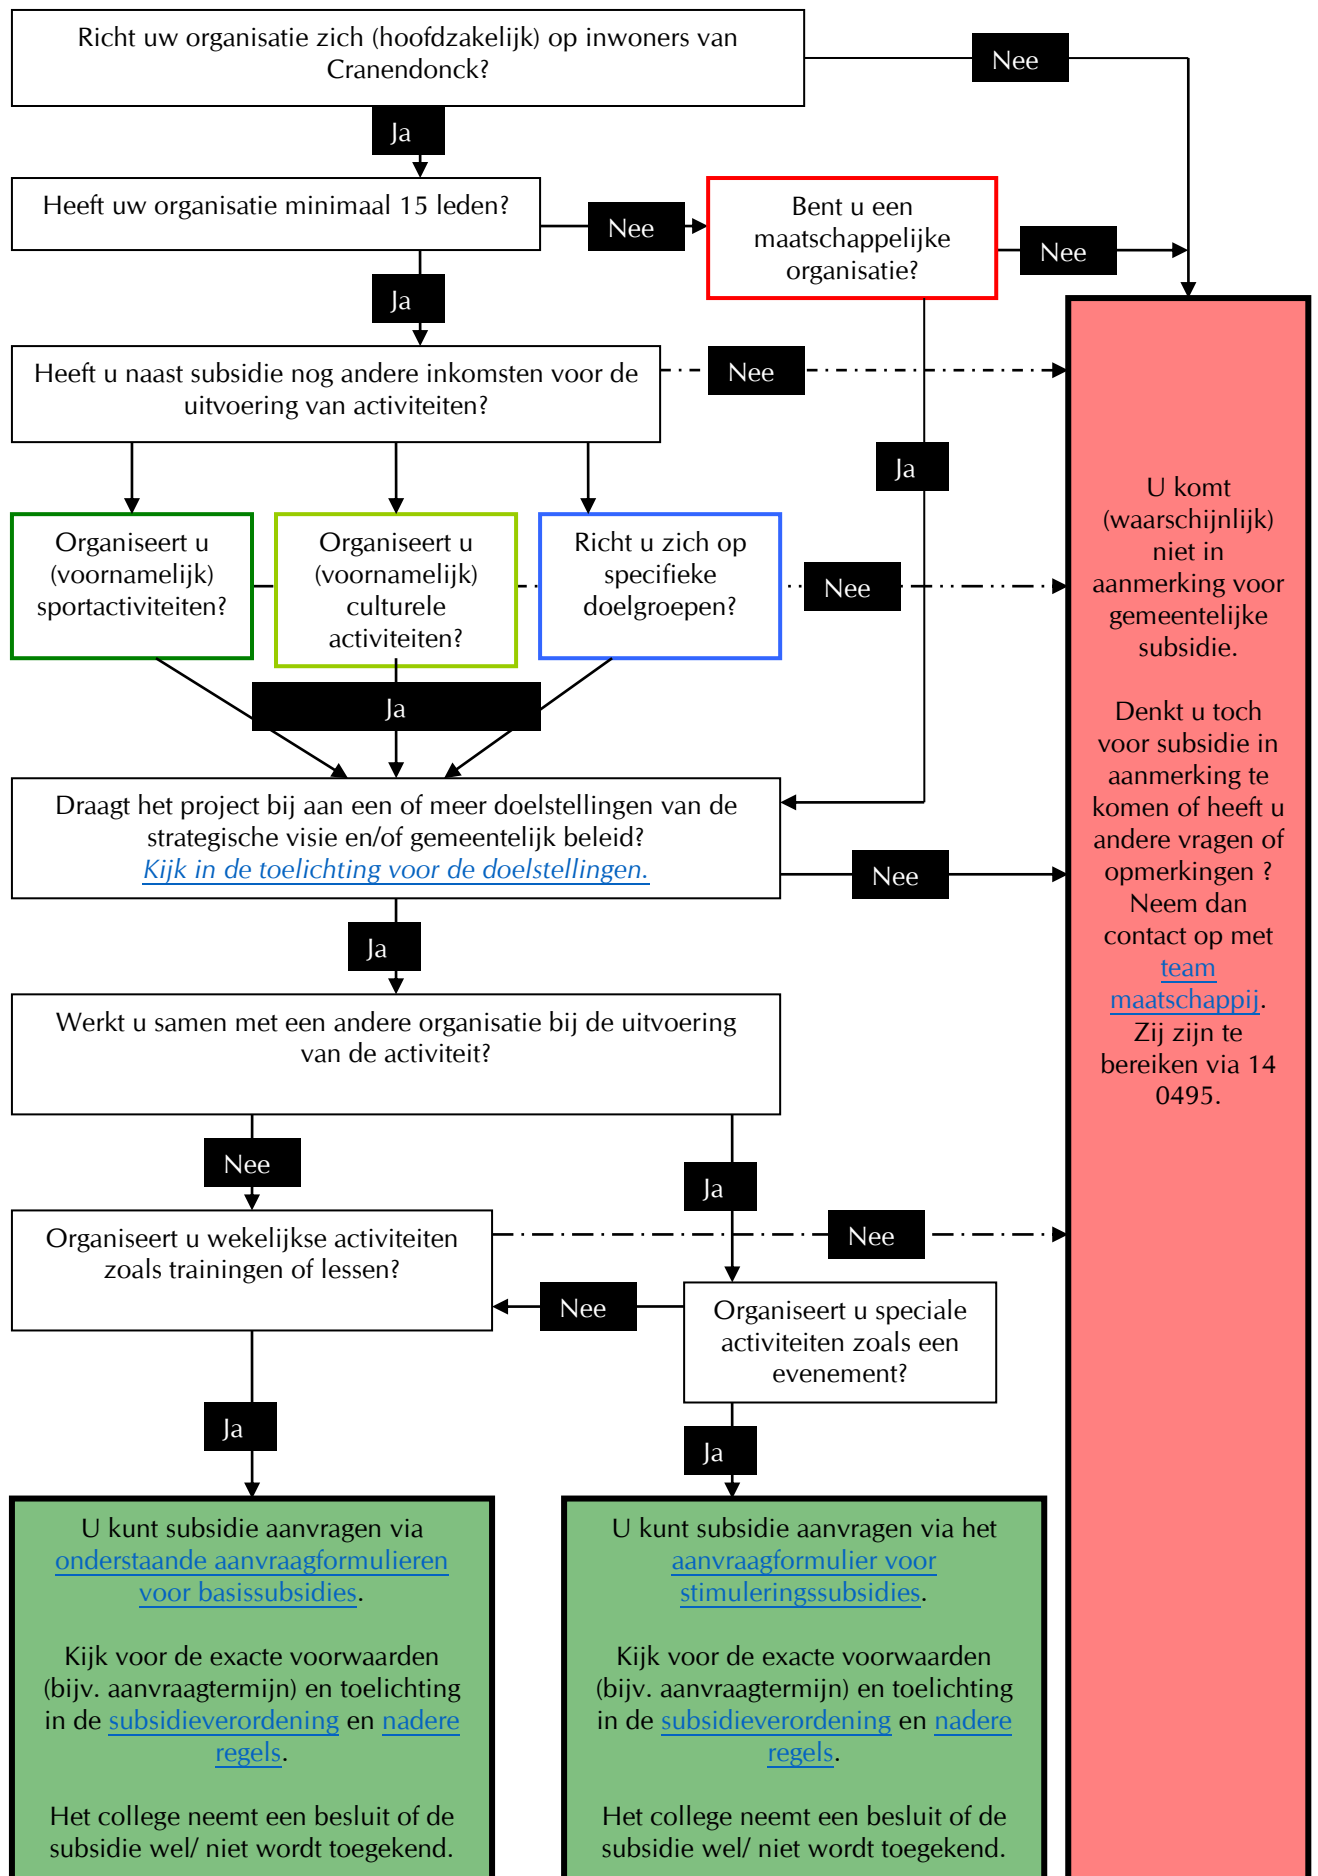 Richt uw organisatie zich (hoofdzakelijk) op inwoners van
Cranendonck?
Nee
Ja
Heeft uw organisatie minimaal 15 leden?
Nee
Bent u een
maatschappelijke
organisatie?
Nee
Ja
Heeft u naast subsidie nog andere inkomsten voor de
uitvoering van activiteiten?
Nee
Ja
Organiseert u
(voornamelijk)
sportactiviteiten?
Organiseert u
(voornamelijk)
culturele
activiteiten?
Richt u zich op
specifieke
doelgroepen?
Nee
Ja
Draagt het project bij aan een of meer doelstellingen van de
strategische visie en/of gemeentelijk beleid?
Kijk in de toelichting voor de doelstellingen.
Nee
Ja
Werkt u samen met een andere organisatie bij de uitvoering
van de activiteit?
Nee
Ja
Organiseert u wekelijkse activiteiten
zoals trainingen of lessen?
Nee
Nee
Organiseert u speciale
activiteiten zoals een
evenement?
Ja
Ja
U kunt subsidie aanvragen via
onderstaande aanvraagformulieren
voor basissubsidies.
Kijk voor de exacte voorwaarden
(bijv. aanvraagtermijn) en toelichting
in de subsidieverordening en nadere
regels.
Het college neemt een besluit of de
subsidie wel/ niet wordt toegekend.
U kunt subsidie aanvragen via het
aanvraagformulier voor
stimuleringssubsidies.
Kijk voor de exacte voorwaarden
(bijv. aanvraagtermijn) en toelichting
in de subsidieverordening en nadere
regels.
Het college neemt een besluit of de
subsidie wel/ niet wordt toegekend.
U komt
(waarschijnlijk)
niet in
aanmerking voor
gemeentelijke
subsidie.
Denkt u toch
voor subsidie in
aanmerking te
komen of heeft u
andere vragen of
opmerkingen ?
Neem dan
contact op met
team
maatschappij.
Zij zijn te
bereiken via 14
0495.